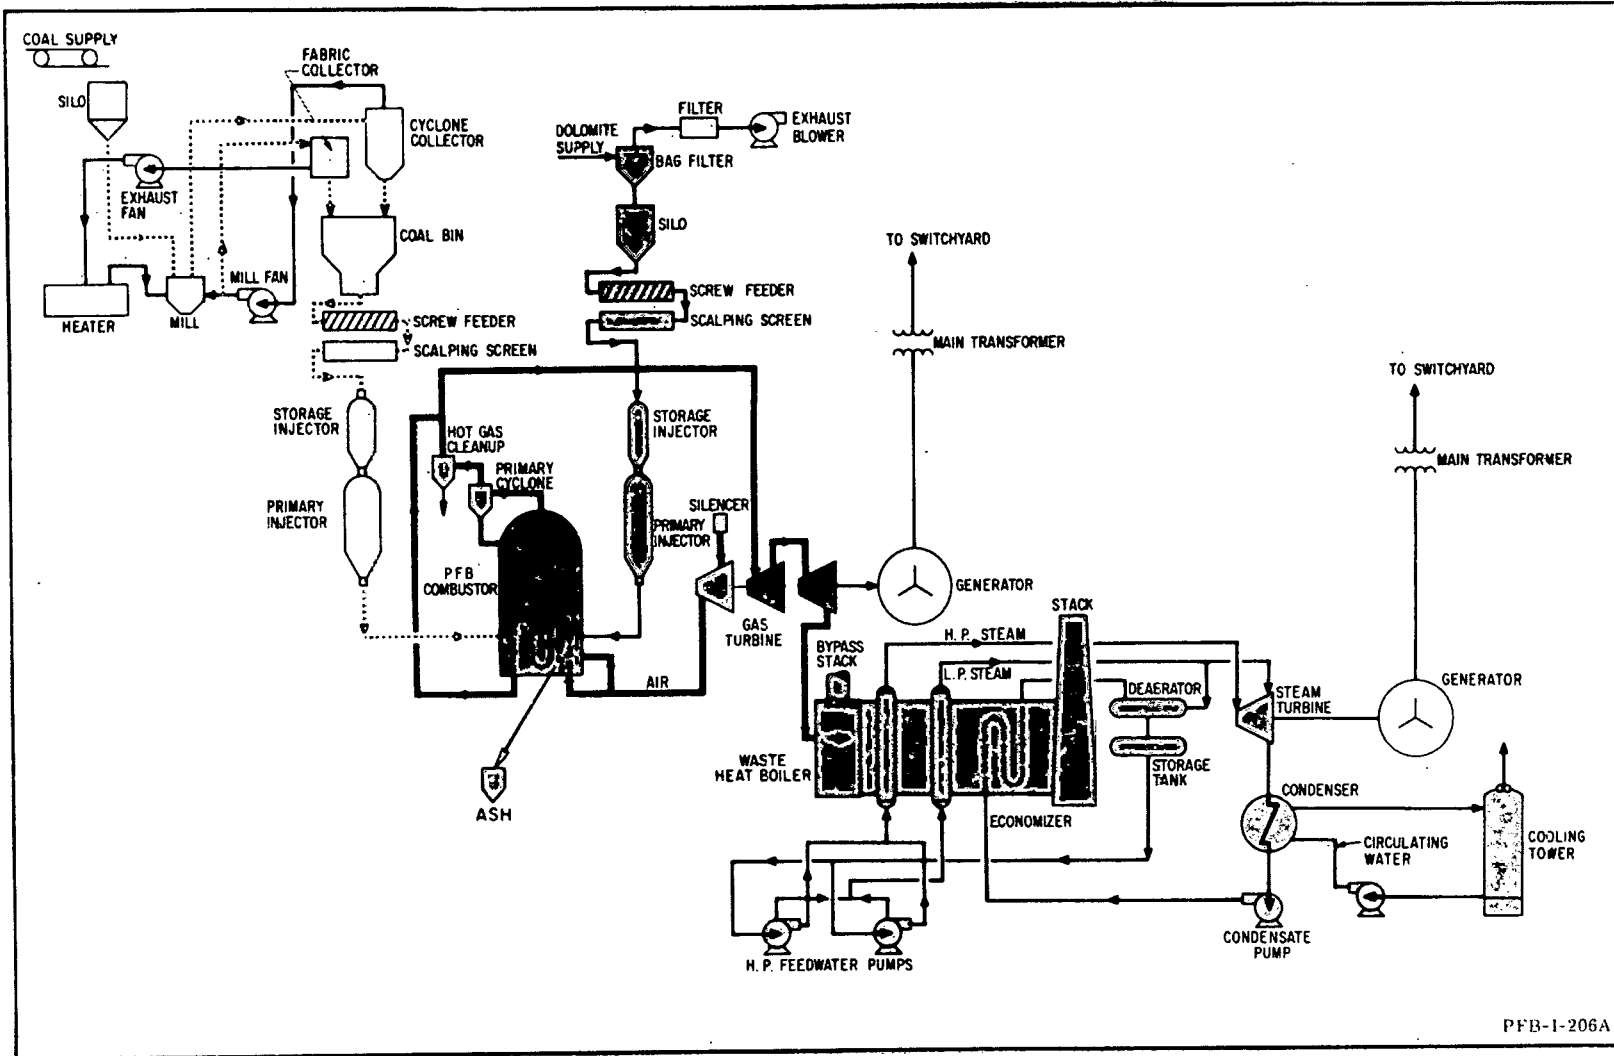 COAL SUPPLY
SILO
FABRIC
COLLECTOR
CYCLONE
COLLECTOR
EXHAUST
FAN
COAL BIN
MILL FAN
HEATER
MILL
SCREW FEEDER
SCALPING SCREEN
STORAGE
INJECTOR
PRIMARY
INJECTOR
FILTER
EXHAUST
BLOWER
DOLOMITE
SUPPLY
BAG FILTER
SILO
SCREW FEEDER
SCALPING SCREEN
STORAGE
INJECTOR
HOT GAS
CLEANUP
PRIMARY
CYCLONE
SILENCER
PRIMARY
INJECTOR
PFB
COMBUSTOR
GAS
TURBINE
AIR
ASH
TO SWITCHYARD
MAIN TRANSFORMER
GENERATOR
TO SWITCHYARD
MAIN TRANSFORMER
GENERATOR
STACK
H. P. STEAM
BYPASS
STACK
L.P. STEAM
DEAERATOR
STEAM
TURBINE
WASTE
HEAT BOILER
STORAGE
TANK
ECONOMIZER
CONDENSER
CIRCULATING
WATER
COOLING
TOWER
CONDENSATE
PUMP
H. P. FEEDWATER PUMPS
PFB-1-206A